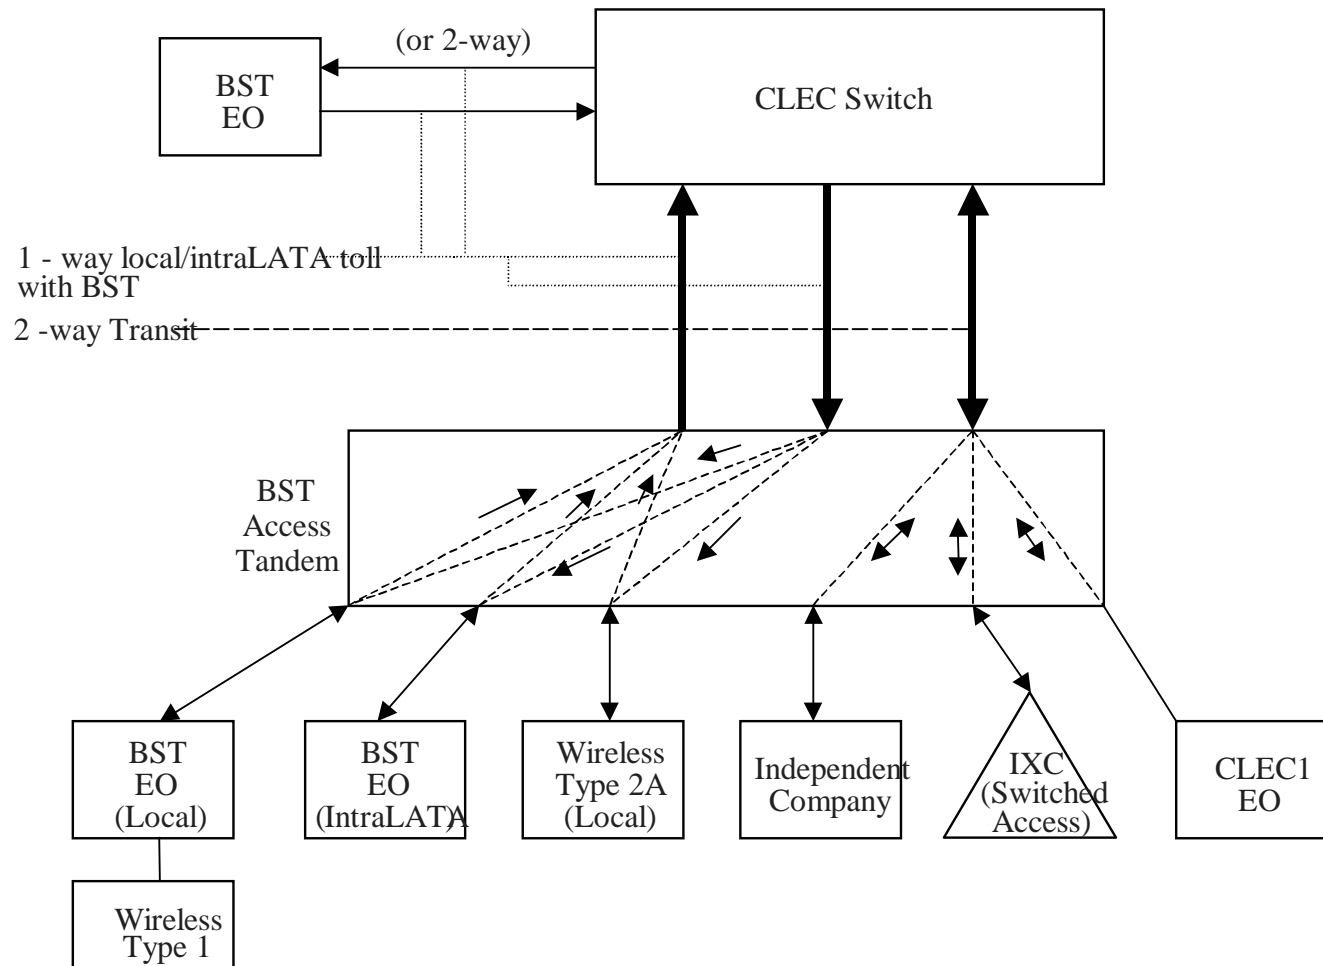 (or 2-way)
BST
EO
CLEC Switch
1 - way local/intraLATA toll
with BST
2 -way Transit
BST
Access
Tandem
BST
EO
(Local)
BST
EO
(IntraLATA)
Wireless
Type 2A
(Local)
Independent
Company
IXC
(Switched
Access)
CLEC1
EO
Wireless
Type 1